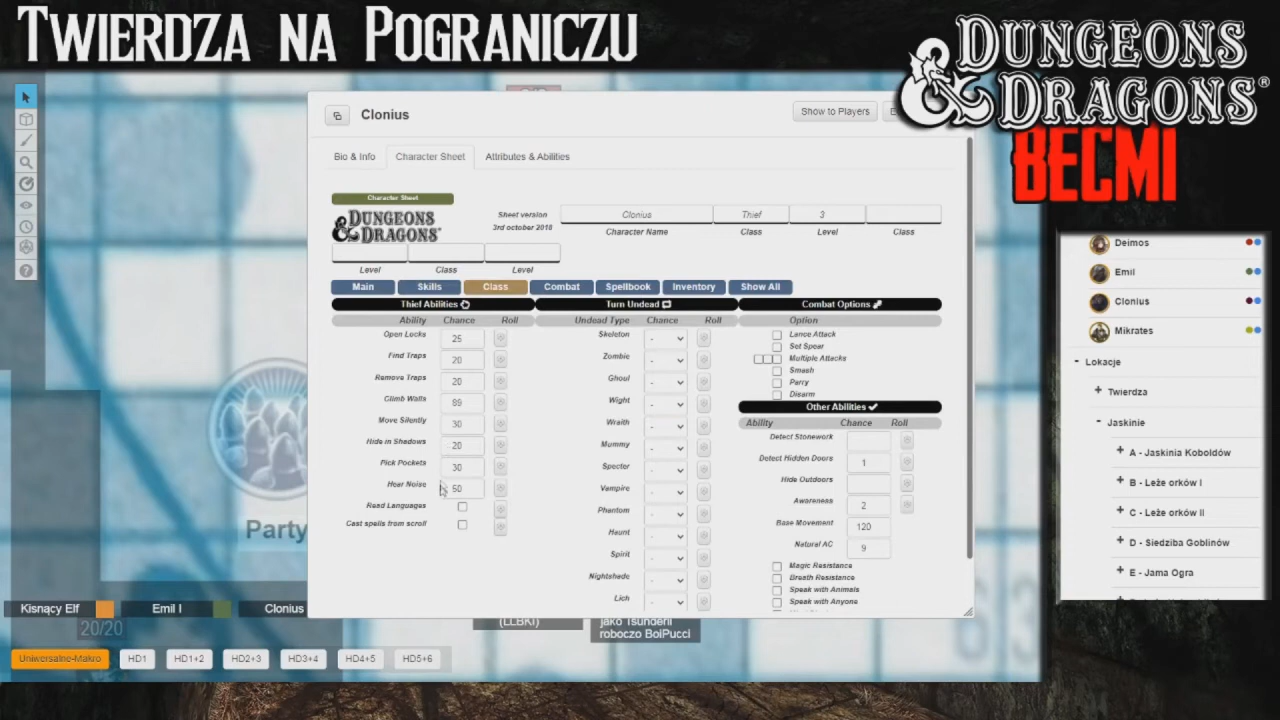 TWIERDZA NA POGRANICZU
DUNGEONS
& DRAGONS®
BECMI
Clonius
Show to Players
Bio & Info
Character Sheet
Attributes & Abilities
Character Sheet
DUNGEONS
& DRAGONS
Sheet version
3rd october 2018
Clonius
Thief
3
Character Name
Class
Level
Class
Level
Class
Level
Main
Skills
Class
Combat
Spellbook
Inventory
Show All
Thief Abilities
Ability Chance Roll
Open Locks 25
Find Traps 20
Remove Traps 20
Climb Walls 89
Move Silently 30
Hide in Shadows 20
Pick Pockets 30
Hear Noise 50
Read Languages
Cast spells from scroll
Turn Undead
Undead Type Chance Roll
Skeleton -
Zombie -
Ghoul -
Wight -
Wraith -
Mummy -
Specter -
Vampire -
Phantom -
Haunt -
Spirit -
Nightshade -
Lich -
Combat Options
Option
Lance Attack
Set Spear
Multiple Attacks
Smash
Parry
Disarm
Other Abilities
Ability Chance Roll
Detect Stonework
Detect Hidden Doors 1
Hide Outdoors
Awareness 2
Base Movement 120
Natural AC 9
Magic Resistance
Breath Resistance
Speak with Animals
Speak with Anyone
Deimos
Emil
Clonius
Mikrates
Lokacje
Twierdza
Jaskinie
A - Jaskinia Koboldów
B - Leże orków I
C - Leże orków II
D - Siedziba Goblinów
E - Jama Ogra
Party
Kisnący Elf
Emil I
Clonius
20/20
(LLBKI)
jako Tsunderii
roboczo BolPucci
63
Uniwersalne-Makro
HD1
HD1+2
HD2+3
HD3+4
HD4+5
HD5+6